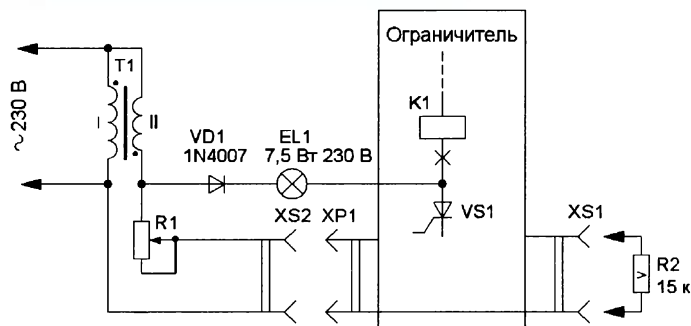 Ограничитель
T1
K1
~230 В
I
II
VD1
1N4007
EL1
7,5 Вт 230 В
VS1
R1
XS2
XP1
XS1
V
R2
15 к